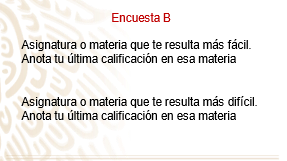 Encuesta B
Asignatura o materia que te resulta más fácil.
Anota tu última calificación en esa materia
Asignatura o materia que te resulta más difícil.
Anota tu última calificación en esa materia